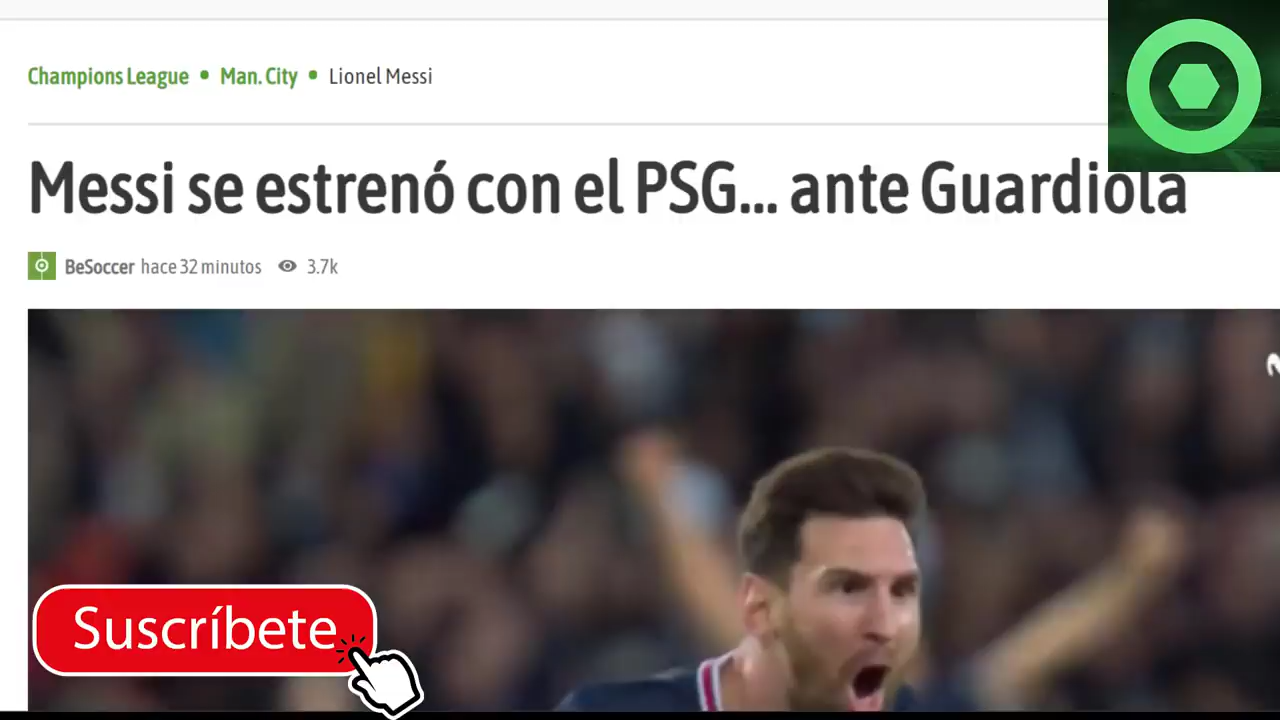 Champions League • Man. City • Lionel Messi
Messi se estrenó con el PSG... ante Guardiola
BeSoccer hace 32 minutos 3.7k
Suscríbete